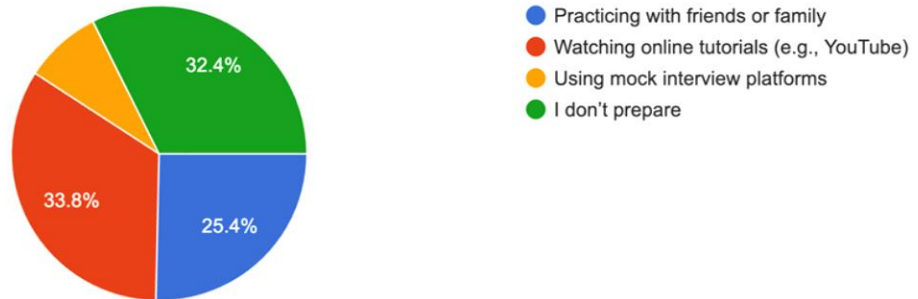 Practicing with friends or family
Watching online tutorials (e.g., YouTube)
Using mock interview platforms
I don’t prepare
32.4%
33.8%
25.4%